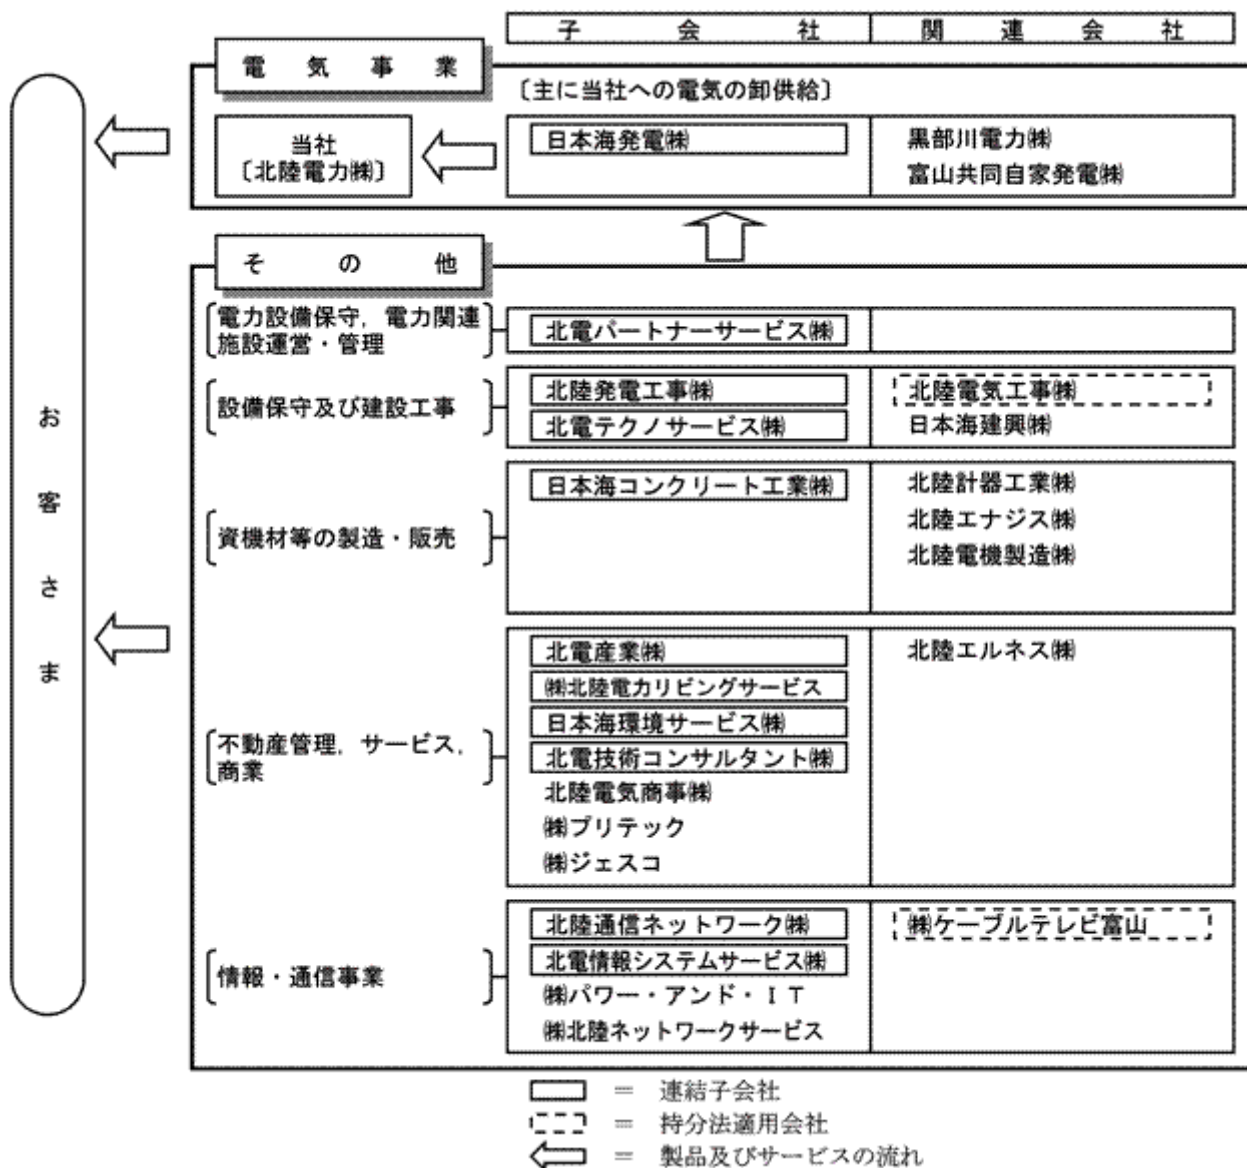 子会社 関連会社
電気事業
〔主に当社への電気の卸供給〕
当社
〔北陸電力㈱〕
日本海発電㈱
黒部川電力㈱
富山共同自家発電㈱
その他
電力設備保守，電力関連
施設運営・管理
北電パートナーサービス㈱
設備保守及び建設工事
北陸発電工事㈱
北電テクノサービス㈱
北陸電気工事㈱
日本海建興㈱
資機材等の製造・販売
日本海コンクリート工業㈱
北陸計器工業㈱
北陸エナジス㈱
北陸電機製造㈱
不動産管理，サービス，
商業
北電産業㈱
㈱北陸電力リビングサービス
日本海環境サービス㈱
北電技術コンサルタント㈱
北陸電気商事㈱
㈱プリテック
㈱ジェスコ
北陸エルネス㈱
情報・通信事業
北陸通信ネットワーク㈱
北電情報システムサービス㈱
㈱パワー・アンド・ＩＴ
㈱北陸ネットワークサービス
㈱ケーブルテレビ富山
お客さま
＝ 連結子会社
＝ 持分法適用会社
＝ 製品及びサービスの流れ